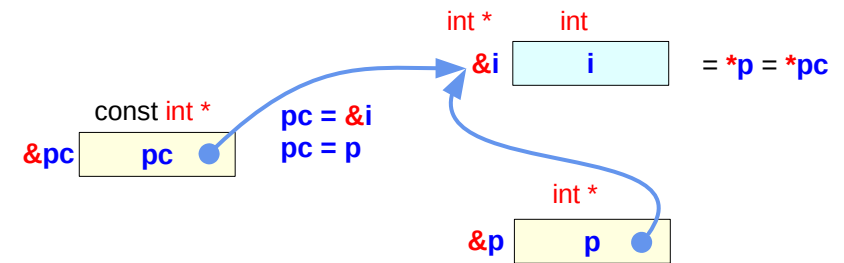 int * int
&i i = *p = *pc
const int *
pc = &i
&pc pc pc = p
int *
&p p